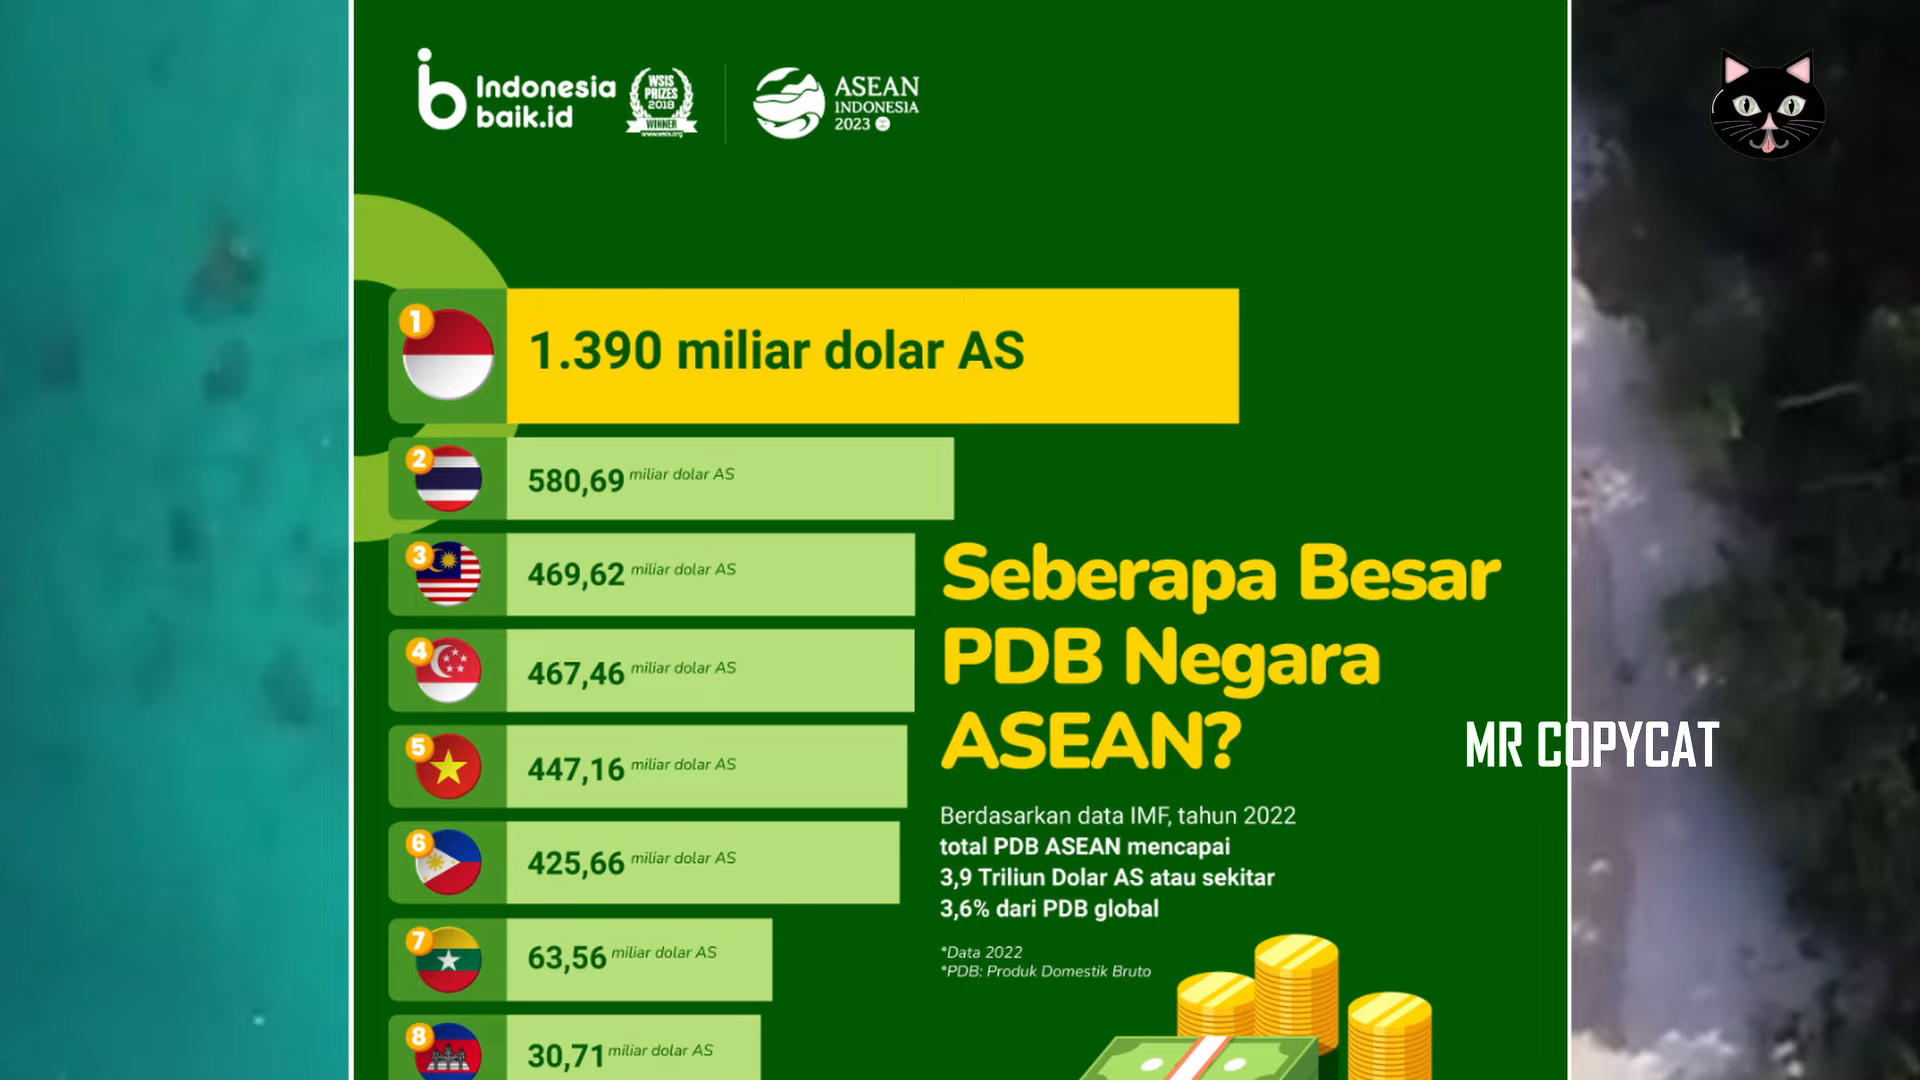 Indonesia
baik.id
WSIS
PRIZES
2018
WINNER
www.wsis.org
ASEAN
INDONESIA
2023
1
1.390 miliar dolar AS
2
580,69 miliar dolar AS
3
469,62 miliar dolar AS
4
467,46 miliar dolar AS
5
447,16 miliar dolar AS
6
425,66 miliar dolar AS
7
63,56 miliar dolar AS
8
30,71 miliar dolar AS
Seberapa Besar
PDB Negara
ASEAN?
Berdasarkan data IMF, tahun 2022
total PDB ASEAN mencapai
3,9 Triliun Dolar AS atau sekitar
3,6% dari PDB global
*Data 2022
*PDB: Produk Domestik Bruto
MR COPYCAT